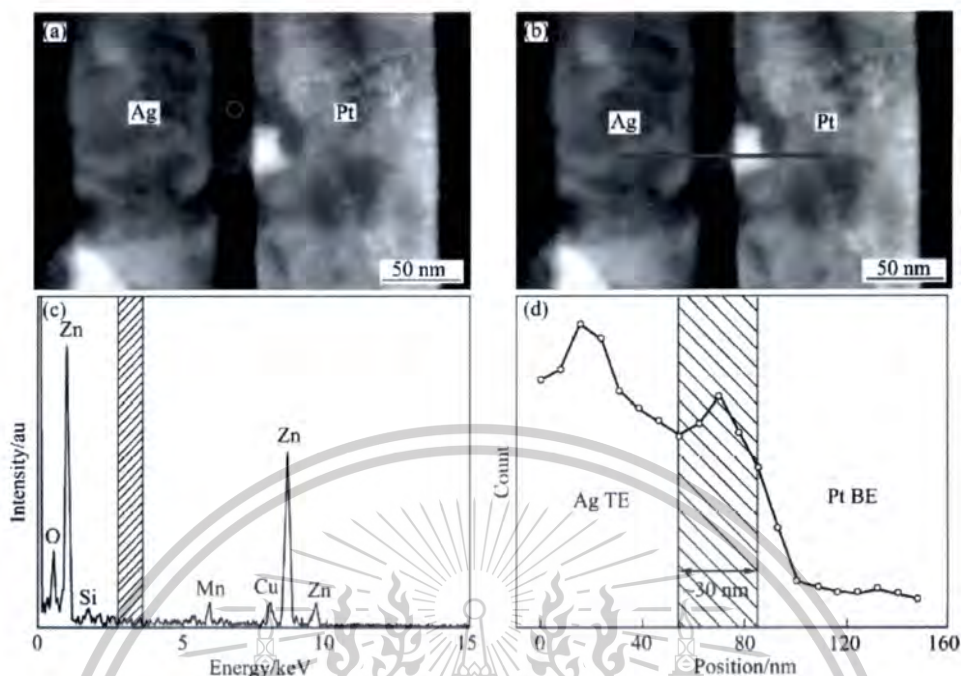 (a)
Ag
Pt
50 nm
(b)
Ag
Pt
50 nm
(c)
Zn
O
Si
Mn
Cu
Zn
Zn
Intensity/au
0
5
10
15
Energy/keV
(d)
Ag TE
~30 nm
Pt BE
Count
0
40
80
120
160
Position/nm